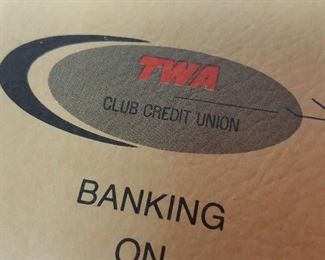 TWA
CLUB CREDIT UNION
BANKING
ON